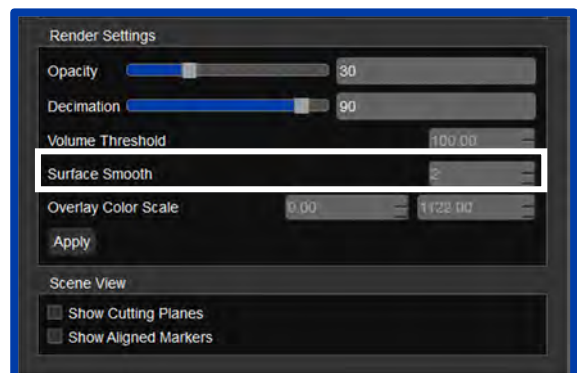 Render Settings
Opacity 30
Decimation 90
Volume Threshold 100.00
Surface Smooth 2
Overlay Color Scale 0.00 1122.00
Apply
Scene View
Show Cutting Planes
Show Aligned Markers